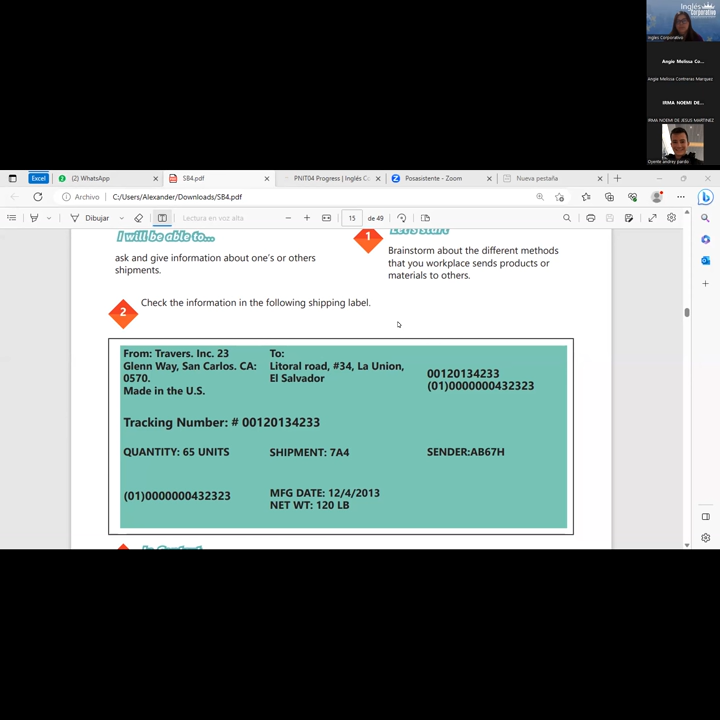 Inglés
Corporativo
Ingles Corporativo
Angie Melissa Co...
Angie Melissa Contreras Marquez
IRMA NOEMI DE...
IRMA NOEMI DE JESUS MARTINEZ
Oyente andrey pardo
Excel
(2) WhatsApp
SB4.pdf
PNIT04 Progress | Inglés Co
Posasistente - Zoom
Nueva pestaña
Archivo
C:/Users/Alexander/Downloads/SB4.pdf
Dibujar
Lectura en voz alta
15
de 49
I will be able to...
ask and give information about one's or others
shipments.
1
Let's Start
Brainstorm about the different methods
that you workplace sends products or
materials to others.
2
Check the information in the following shipping label.
From: Travers. Inc. 23
Glenn Way, San Carlos. CA:
0570.
Made in the U.S.
To:
Litoral road, #34, La Union,
El Salvador
00120134233
(01)0000000432323
Tracking Number: # 00120134233
QUANTITY: 65 UNITS
SHIPMENT: 7A4
SENDER:AB67H
(01)0000000432323
MFG DATE: 12/4/2013
NET WT: 120 LB